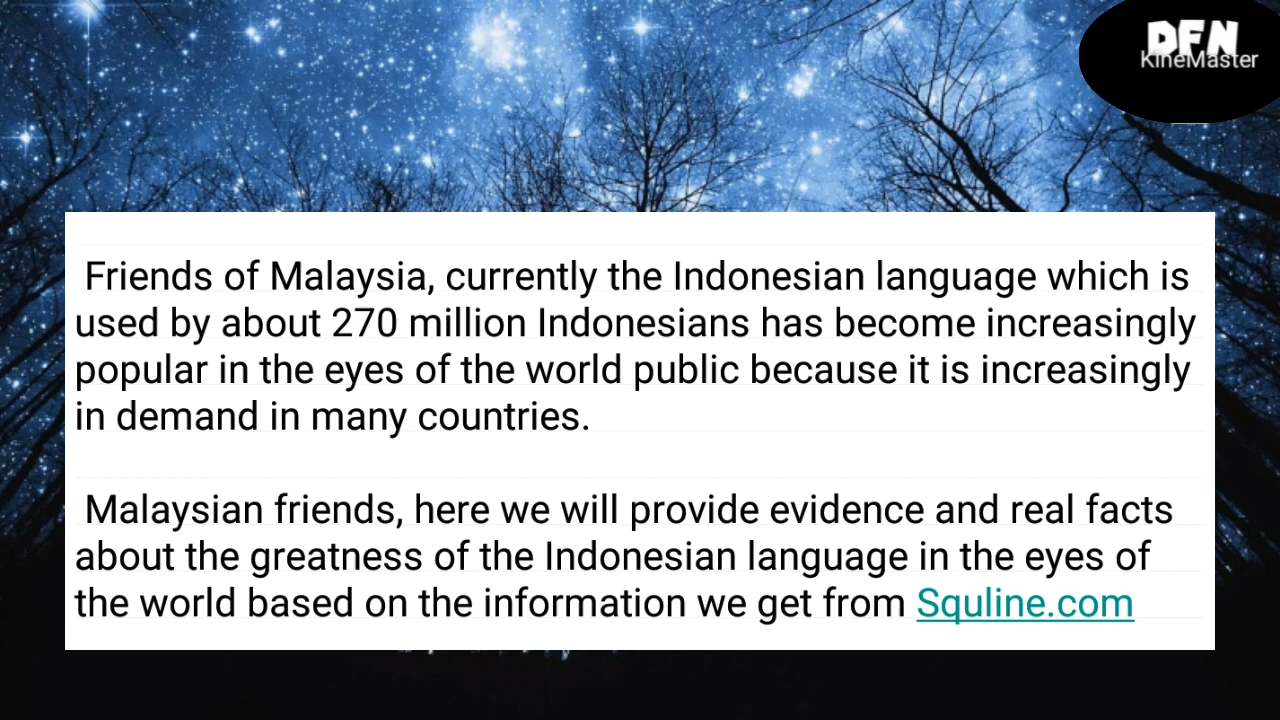 DFN
KineMaster
Friends of Malaysia, currently the Indonesian language which is
used by about 270 million Indonesians has become increasingly
popular in the eyes of the world public because it is increasingly
in demand in many countries.
Malaysian friends, here we will provide evidence and real facts
about the greatness of the Indonesian language in the eyes of
the world based on the information we get from Squline.com